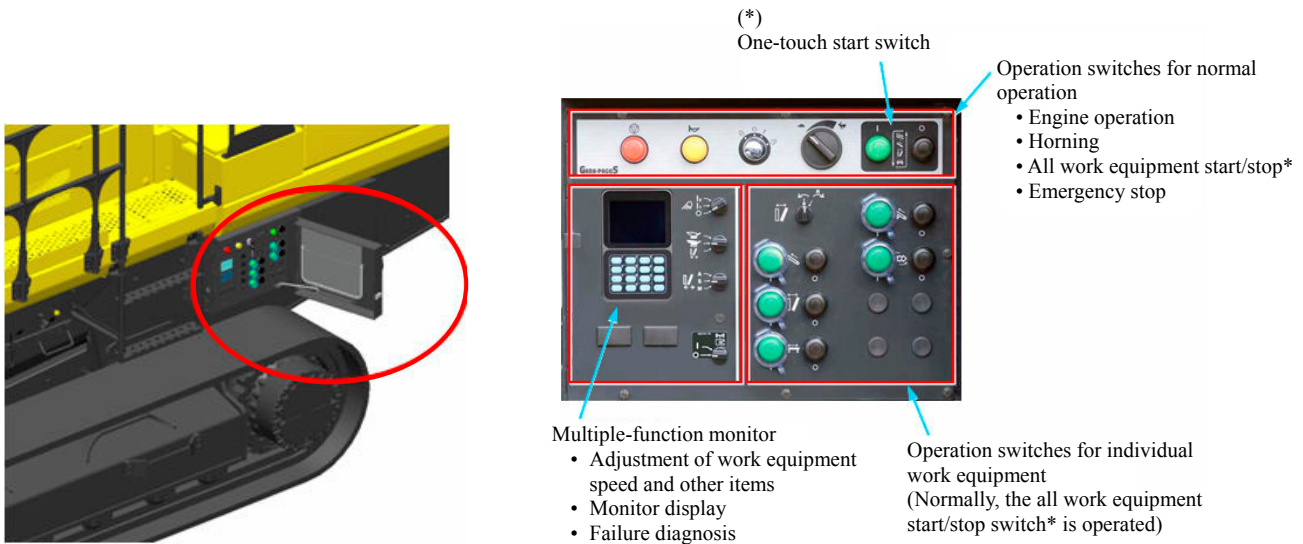 (*)
One-touch start switch
Operation switches for normal
operation
• Engine operation
• Horning
• All work equipment start/stop*
• Emergency stop
Multiple-function monitor
• Adjustment of work equipment
speed and other items
• Monitor display
• Failure diagnosis
Operation switches for individual
work equipment
(Normally, the all work equipment
start/stop switch* is operated)